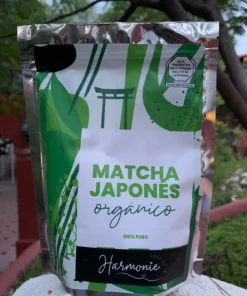 MATCHA
JAPONÉS
orgánico
100% PURO
Harmonie